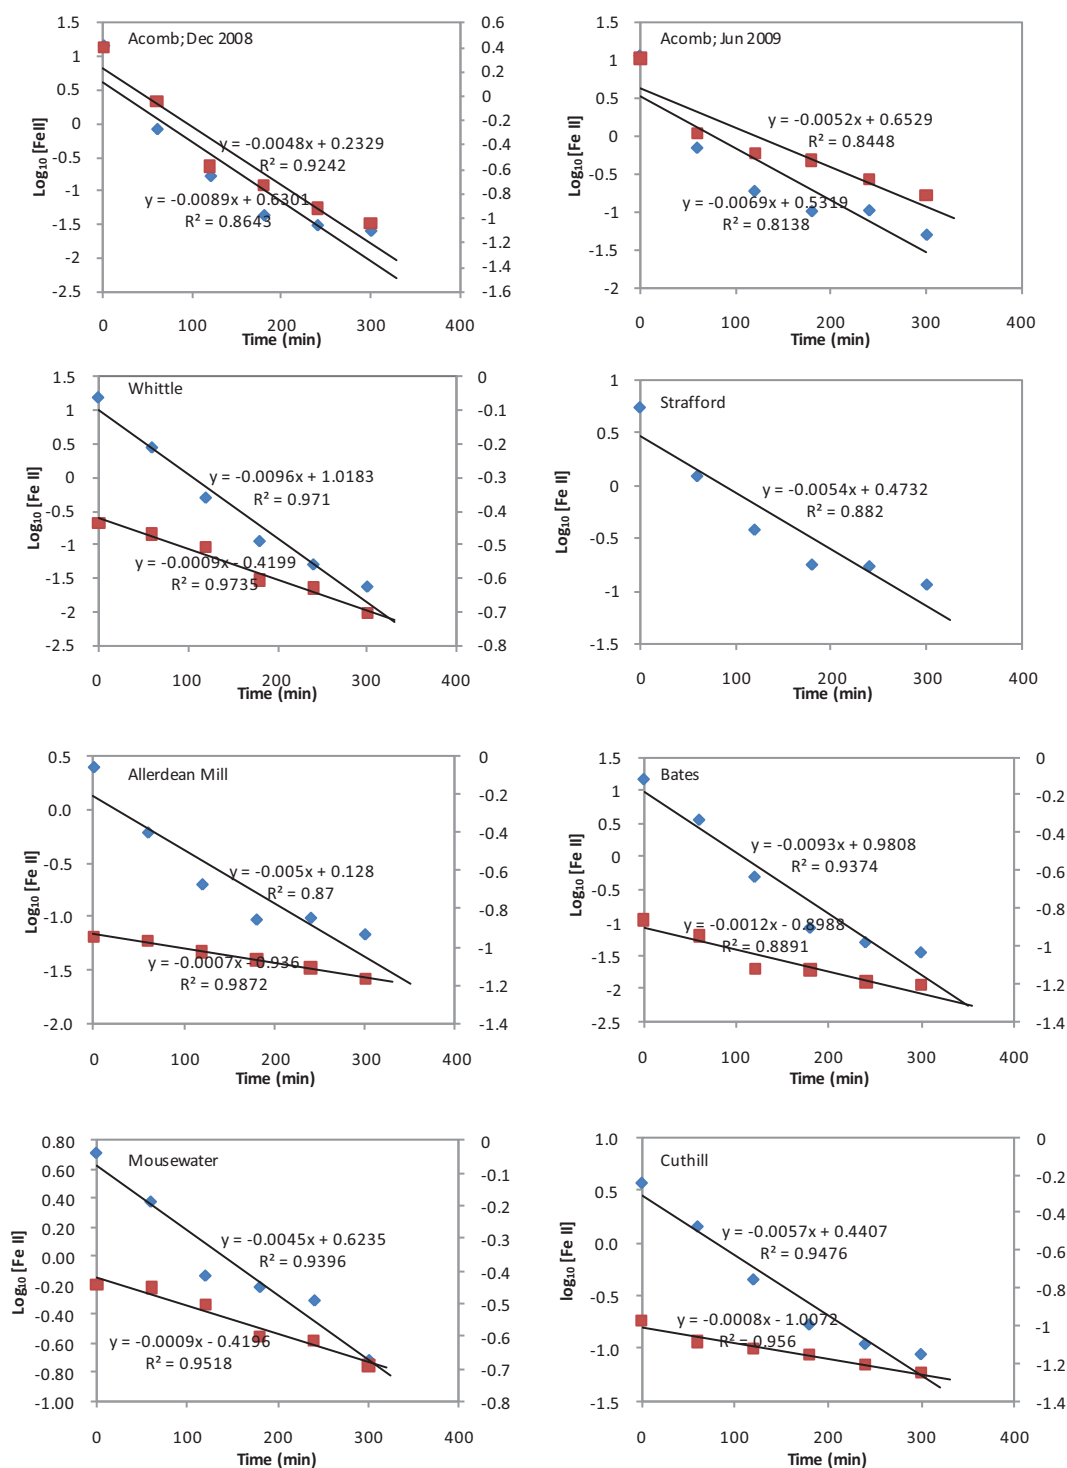 Acomb; Dec 2008
1.5
1
0.5
0
-0.5
-1
-1.5
-2
-2.5
0.6
0.4
0.2
0
-0.2
-0.4
-0.6
-0.8
-1
-1.2
-1.4
-1.6
Log₁₀ [FeII]
y = -0.0048x + 0.2329
R² = 0.9242
y = -0.0089x + 0.6301
R² = 0.8643
0 100 200 300 400
Time (min)
Acomb; Jun 2009
1.5
1
0.5
0
-0.5
-1
-1.5
-2
Log₁₀ [Fe II]
y = -0.0052x + 0.6529
R² = 0.8448
y = -0.0069x + 0.5319
R² = 0.8138
0 100 200 300 400
Time (min)
Whittle
1.5
1
0.5
0
-0.5
-1
-1.5
-2
-2.5
0
-0.1
-0.2
-0.3
-0.4
-0.5
-0.6
-0.7
-0.8
Log₁₀ [Fe II]
y = -0.0096x + 1.0183
R² = 0.971
y = -0.0009x - 0.4199
R² = 0.9735
0 100 200 300 400
Time (min)
Strafford
1
0.5
0
-0.5
-1
-1.5
Log₁₀ [Fe II]
y = -0.0054x + 0.4732
R² = 0.882
0 100 200 300 400
Time (min)
Allerdean Mill
0.5
0.0
-0.5
-1.0
-1.5
-2.0
0
-0.2
-0.4
-0.6
-0.8
-1
-1.2
-1.4
Log₁₀ [Fe II]
y = -0.005x + 0.128
R² = 0.87
y = -0.0007x - 0.936
R² = 0.9872
0 100 200 300 400
Time (min)
Bates
1.5
1
0.5
0
-0.5
-1
-1.5
-2
-2.5
0
-0.2
-0.4
-0.6
-0.8
-1
-1.2
-1.4
Log₁₀ [Fe II]
y = -0.0093x + 0.9808
R² = 0.9374
y = -0.0012x - 0.8988
R² = 0.8891
0 100 200 300 400
Time (min)
Mousewater
0.80
0.60
0.40
0.20
0.00
-0.20
-0.40
-0.60
-0.80
-1.00
0
-0.1
-0.2
-0.3
-0.4
-0.5
-0.6
-0.7
-0.8
Log₁₀ [Fe II]
y = -0.0045x + 0.6235
R² = 0.9396
y = -0.0009x - 0.4196
R² = 0.9518
0 100 200 300 400
Time (min)
Cuthill
1.0
0.5
0.0
-0.5
-1.0
-1.5
0
-0.2
-0.4
-0.6
-0.8
-1
-1.2
-1.4
log₁₀ [Fe II]
y = -0.0057x + 0.4407
R² = 0.9476
y = -0.0008x - 1.0072
R² = 0.956
0 100 200 300 400
Time (min)